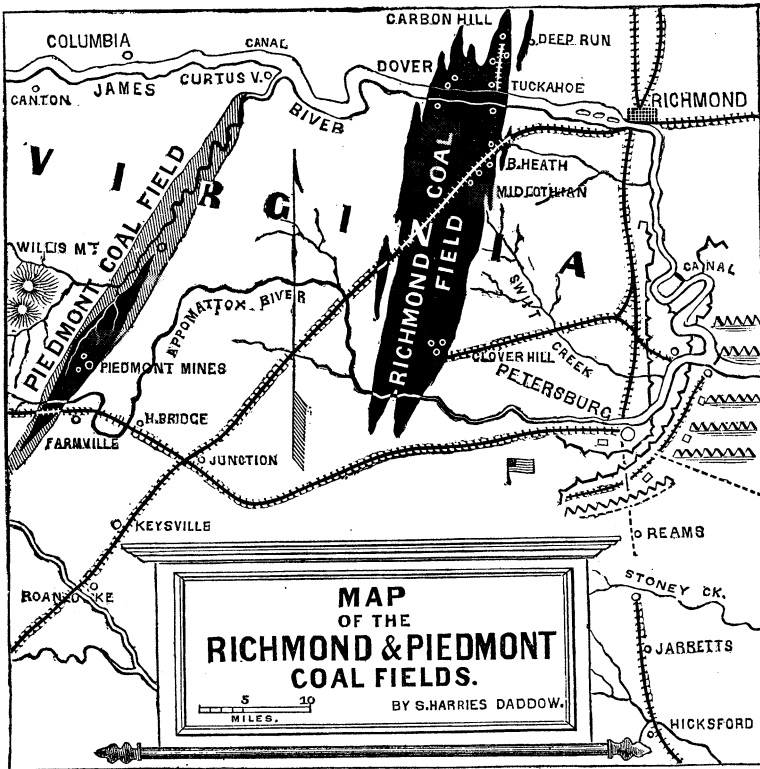 CARBON HILL
DEEP RUN
COLUMBIA
CANAL
DOVER
CURTUS V.
TUCKAHOE
CANTON
JAMES
RIVER
RICHMOND
VIRGINIA
B. HEATH
MIDLOTHIAN
PIEDMONT COAL FIELD
RICHMOND COAL FIELD
WILLIS MT.
CANAL
APPOMATTOX RIVER
SWIFT CREEK
CLOVER HILL
PIEDMONT MINES
PETERSBURG
H. BRIDGE
FARMVILLE
JUNCTION
KEYSVILLE
REAMS
ROANOKE
STONEY CK.
JARRETTS
HICKSFORD
MAP
OF THE
RICHMOND & PIEDMONT
COAL FIELDS.
5 10
MILES.
BY S. HARRIES DADDOW.